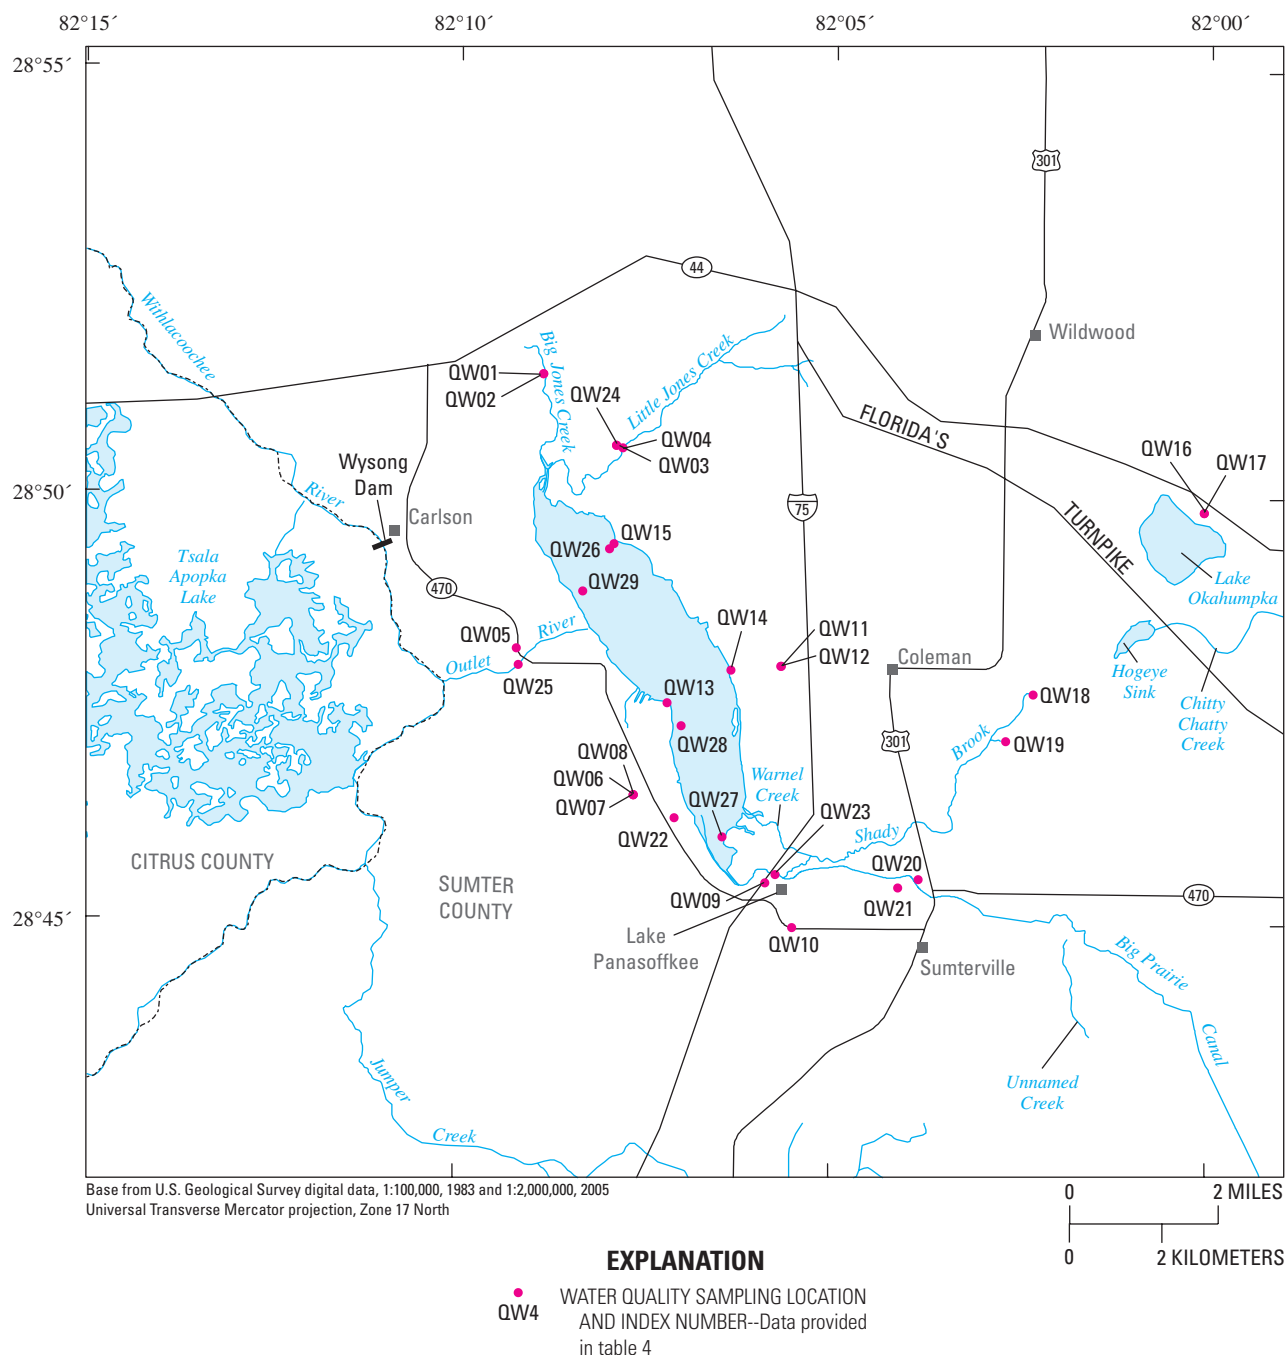 82°15´
82°10´
82°05´
82°00´
28°55´
301
44
Withlacoochee
Wildwood
Big Jones Creek
Little Jones Creek
QW01
QW02
QW24
QW04
QW03
FLORIDA'S
TURNPIKE
QW16
QW17
Wysong
Dam
28°50´
River
Carlson
75
Tsala
Apopka
Lake
QW15
QW26
QW29
Lake
Okahumpka
470
QW05
River
QW14
QW11
QW12
Coleman
Outlet
QW25
Hogeye
Sink
QW13
QW18
Chitty
Chatty
Creek
QW28
301
Brook
QW19
QW08
QW06
QW07
Warnel
Creek
QW27
QW23
Shady
QW22
CITRUS COUNTY
SUMTER
COUNTY
QW20
QW09
QW21
470
28°45´
Lake
Panasoffkee
QW10
Sumterville
Big Prairie
Canal
Unnamed
Creek
Jumper
Creek
Base from U.S. Geological Survey digital data, 1:100,000, 1983 and 1:2,000,000, 2005
Universal Transverse Mercator projection, Zone 17 North
0 2 MILES
0 2 KILOMETERS
EXPLANATION
QW4
WATER QUALITY SAMPLING LOCATION
AND INDEX NUMBER--Data provided
in table 4